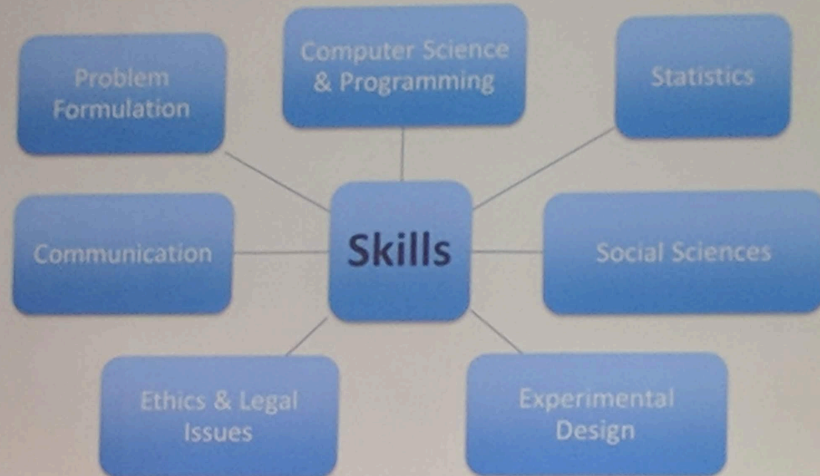 Computer Science
& Programming
Problem
Formulation
Statistics
Communication
Skills
Social Sciences
Ethics & Legal
Issues
Experimental
Design